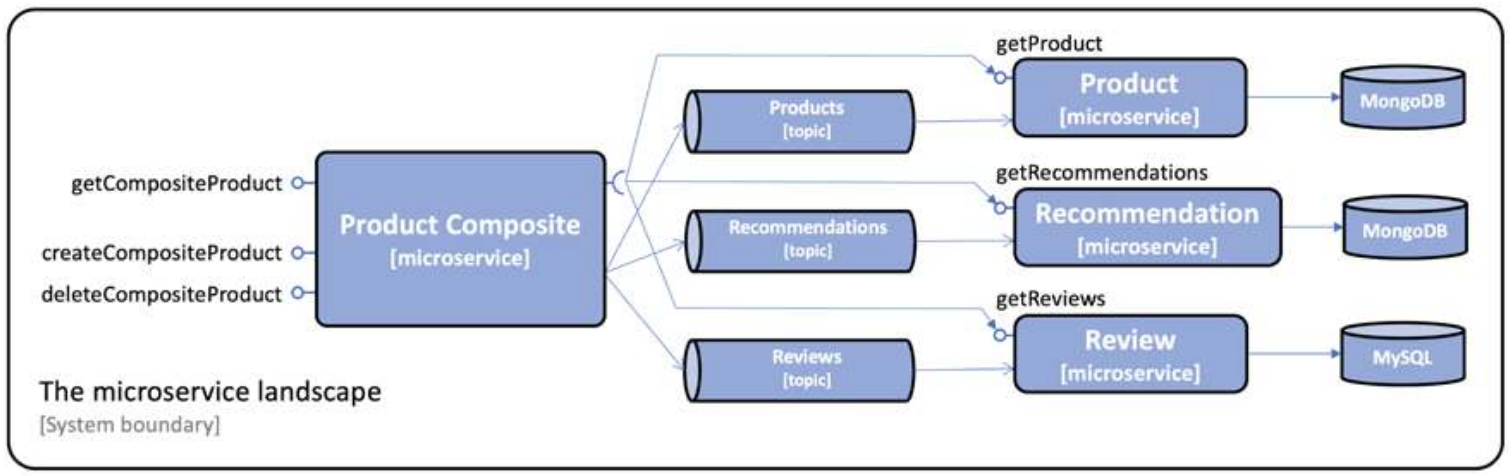 getProduct
Product
[microservice]
MongoDB
Products
[topic]
getCompositeProduct
createCompositeProduct
deleteCompositeProduct
Product Composite
[microservice]
getRecommendations
Recommendation
[microservice]
MongoDB
Recommendations
[topic]
getReviews
Review
[microservice]
MySQL
Reviews
[topic]
The microservice landscape
[System boundary]